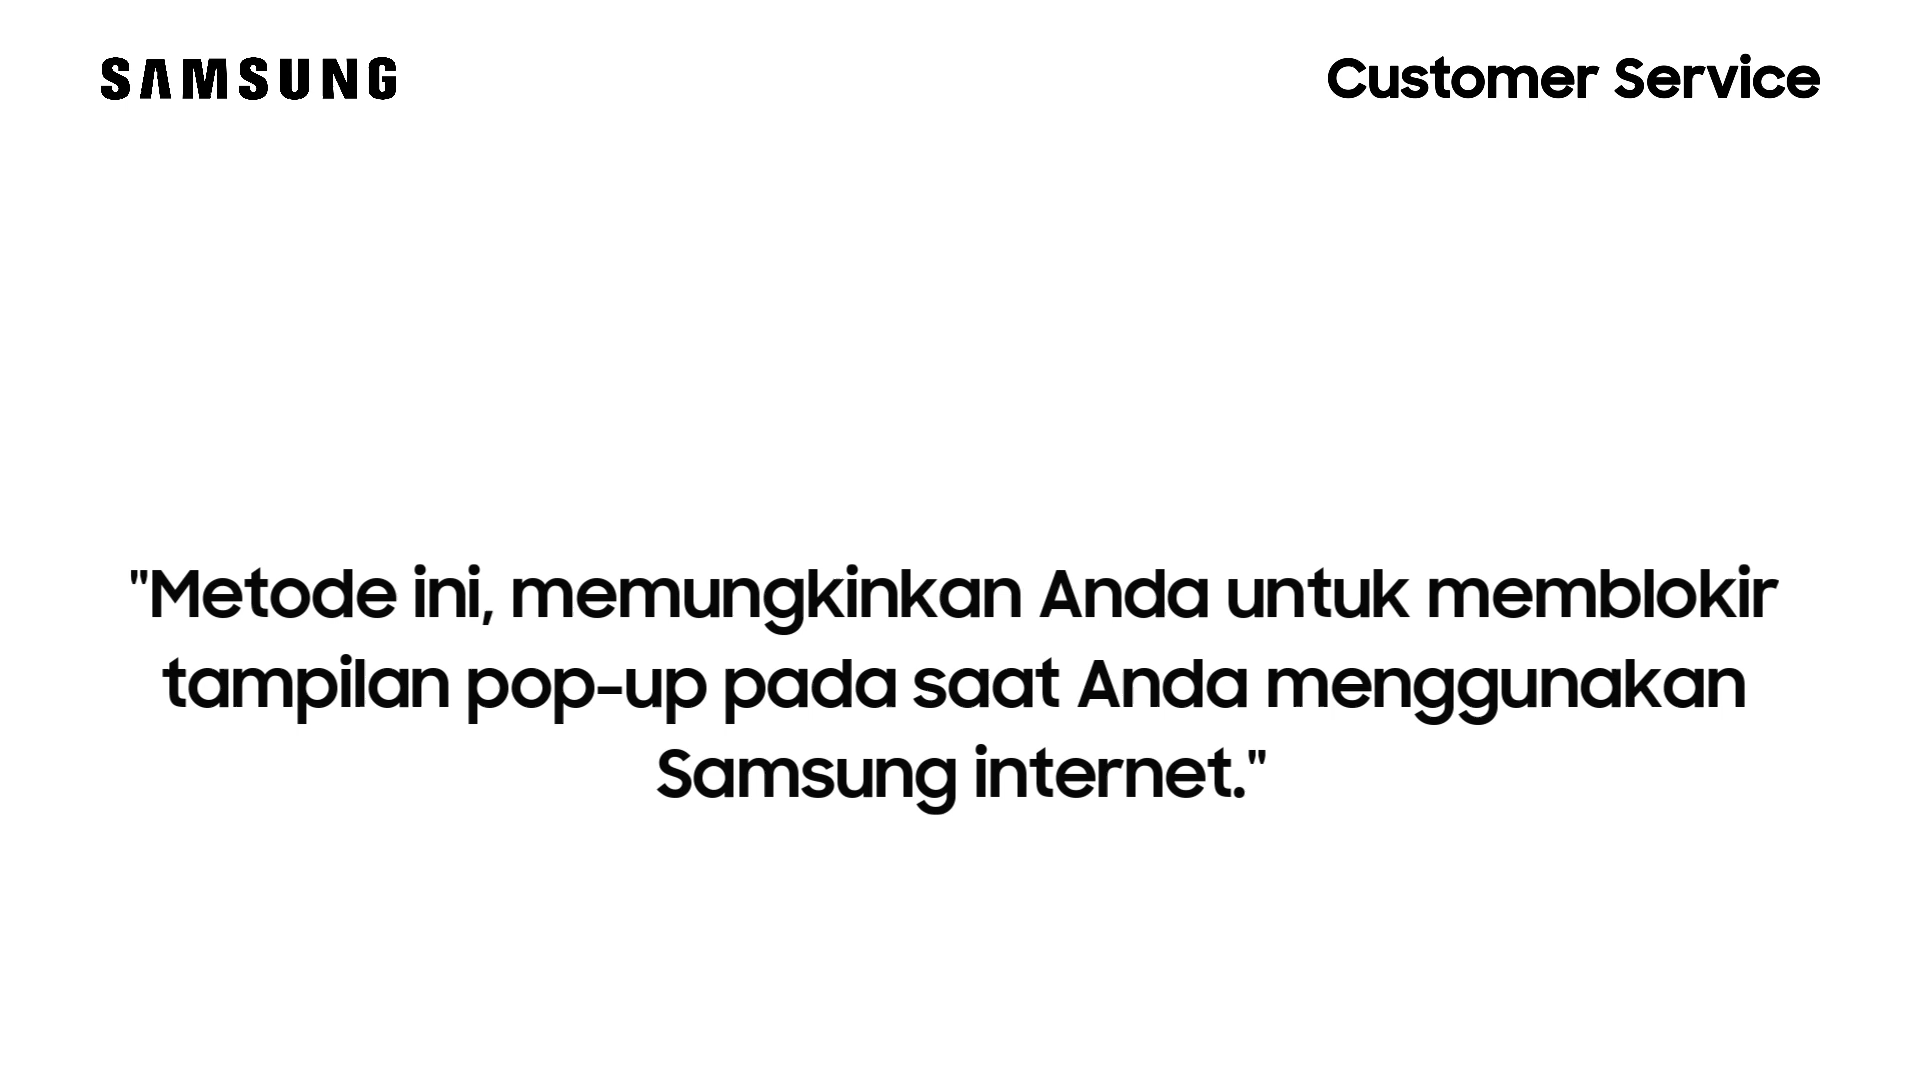 SAMSUNG
Customer Service
"Metode ini, memungkinkan Anda untuk memblokir
tampilan pop-up pada saat Anda menggunakan
Samsung internet."